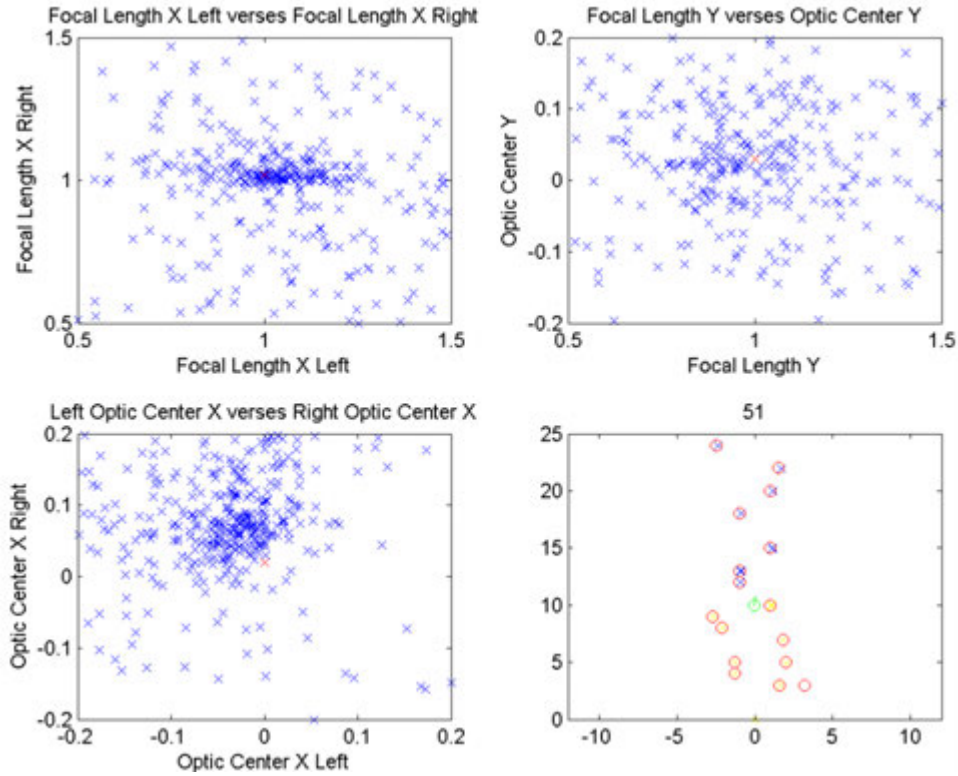 Focal Length X Left verses Focal Length X Right
1.5
1
0.5
Focal Length X Right
0.5 1 1.5
Focal Length X Left
Focal Length Y verses Optic Center Y
0.2
0.1
0
-0.1
-0.2
Optic Center Y
0.5 1 1.5
Focal Length Y
Left Optic Center X verses Right Optic Center X
0.2
0.1
0
-0.1
-0.2
Optic Center X Right
-0.2 -0.1 0 0.1 0.2
Optic Center X Left
51
25
20
15
10
5
0
-10 -5 0 5 10